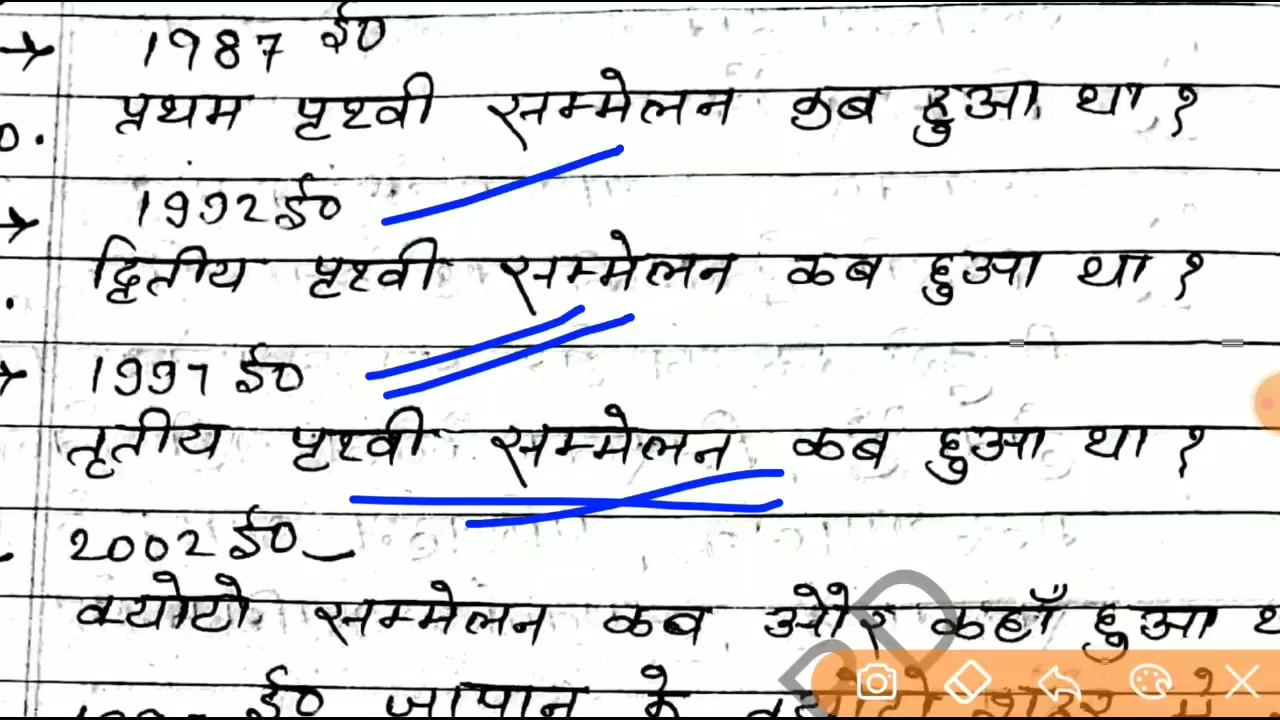 → 1987 ई०
प्रथम पृथ्वी सम्मेलन कब हुआ था ?
→ 1992 ई०
द्वितीय पृथ्वी सम्मेलन कब हुआ था ?
→ 1997 ई०
तृतीय पृथ्वी सम्मेलन कब हुआ था ?
2002 ई०
क्योटो सम्मेलन कब और कहाँ हुआ
ई० जापान के क्योटो शहर में